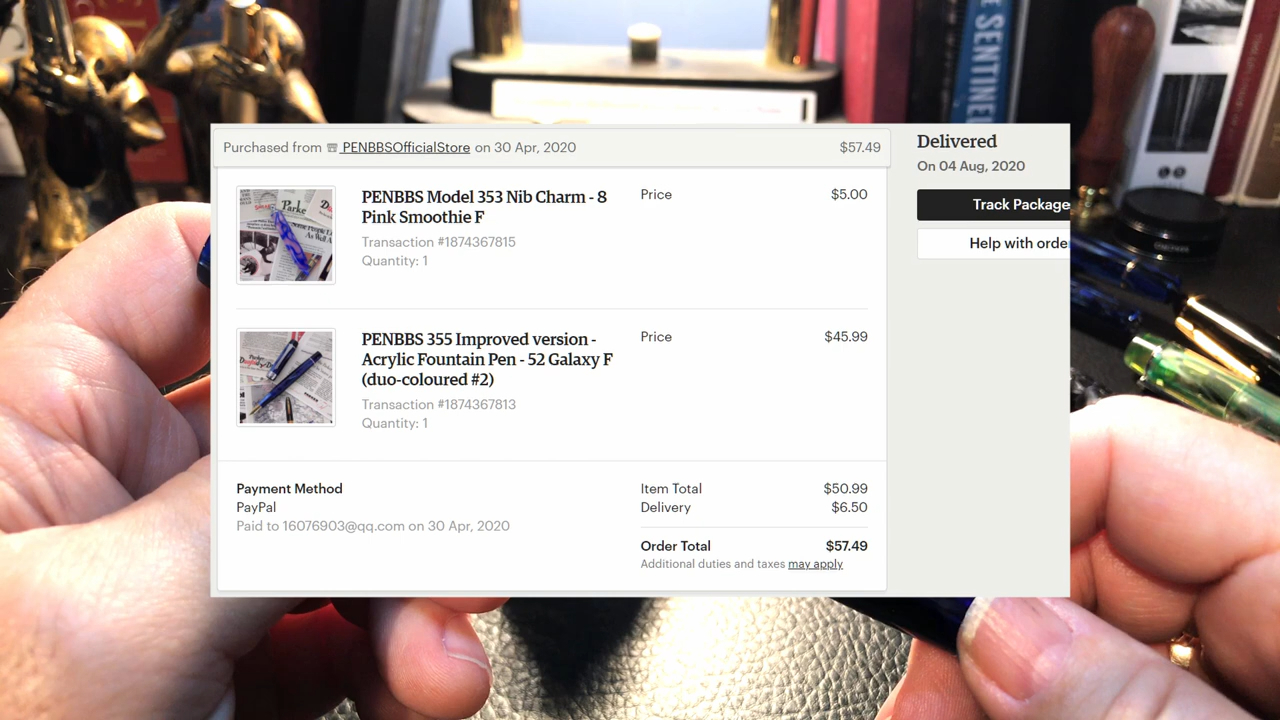 SENTINEL
Purchased from PENBBSOfficialStore on 30 Apr, 2020
$57.49
Delivered
On 04 Aug, 2020
Track Package
Help with orde
PENBBS Model 353 Nib Charm - 8
Pink Smoothie F
Transaction #1874367815
Quantity: 1
Price
$5.00
PENBBS 355 Improved version -
Acrylic Fountain Pen - 52 Galaxy F
(duo-coloured #2)
Transaction #1874367813
Quantity: 1
Price
$45.99
Payment Method
PayPal
Paid to 16076903@qq.com on 30 Apr, 2020
Item Total
$50.99
Delivery
$6.50
Order Total
$57.49
Additional duties and taxes may apply